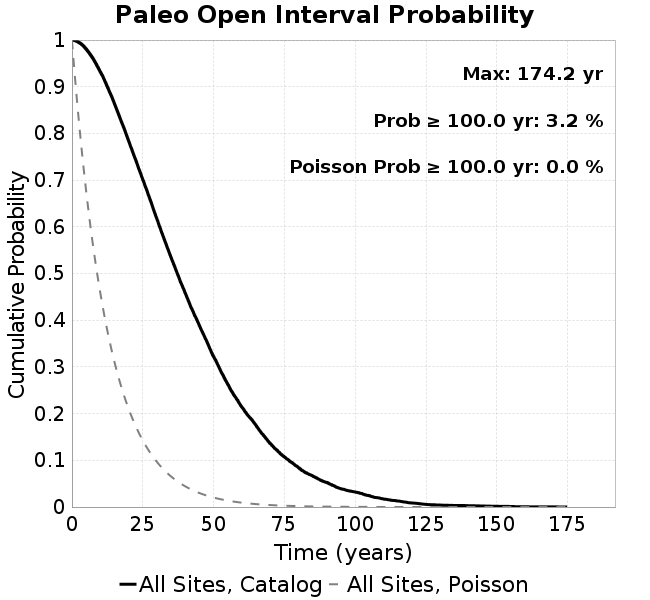 Paleo Open Interval Probability
Max: 174.2 yr
Prob ≥ 100.0 yr: 3.2 %
Poisson Prob ≥ 100.0 yr: 0.0 %
Cumulative Probability
1
0.9
0.8
0.7
0.6
0.5
0.4
0.3
0.2
0.1
0
0 25 50 75 100 125 150 175
Time (years)
All Sites, Catalog All Sites, Poisson